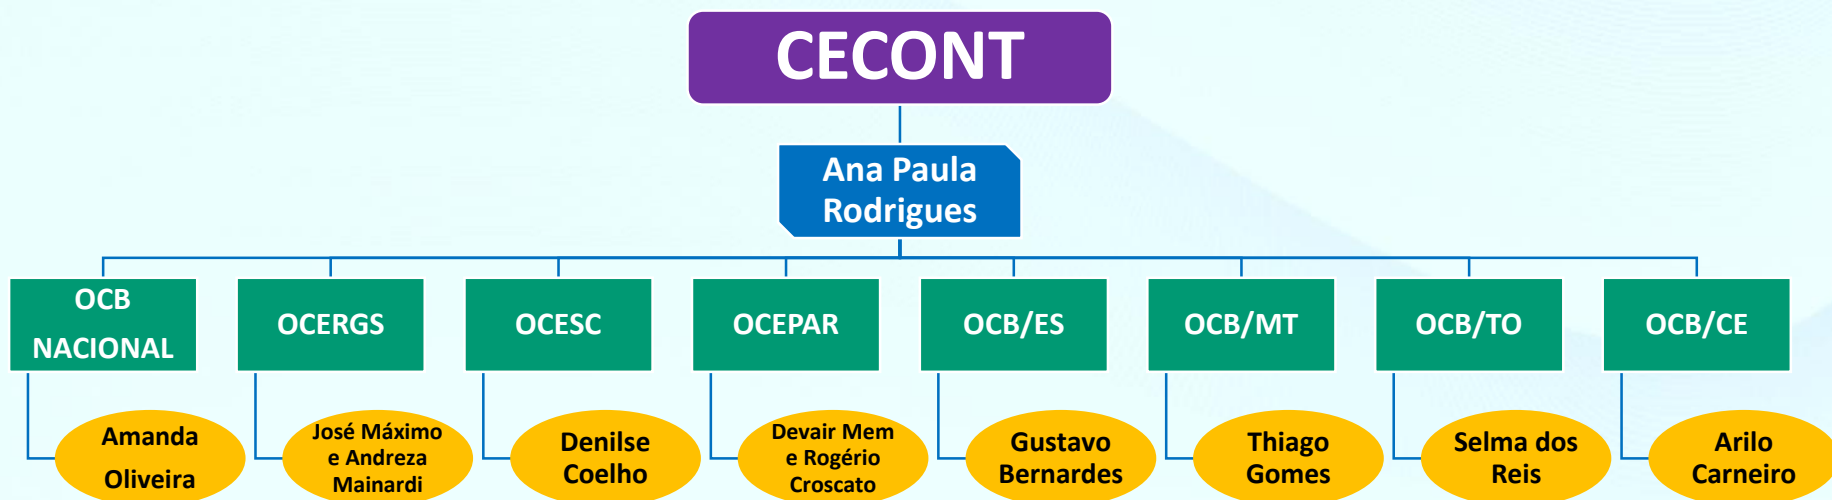 CECONT
Ana Paula
Rodrigues
OCB
NACIONAL
OCERGS
OCESC
OCEPAR
OCB/ES
OCB/MT
OCB/TO
OCB/CE
Amanda
Oliveira
José Máximo
e Andreza
Mainardi
Denilse
Coelho
Devair Mem
e Rogério
Croscato
Gustavo
Bernardes
Thiago
Gomes
Selma dos
Reis
Arilo
Carneiro